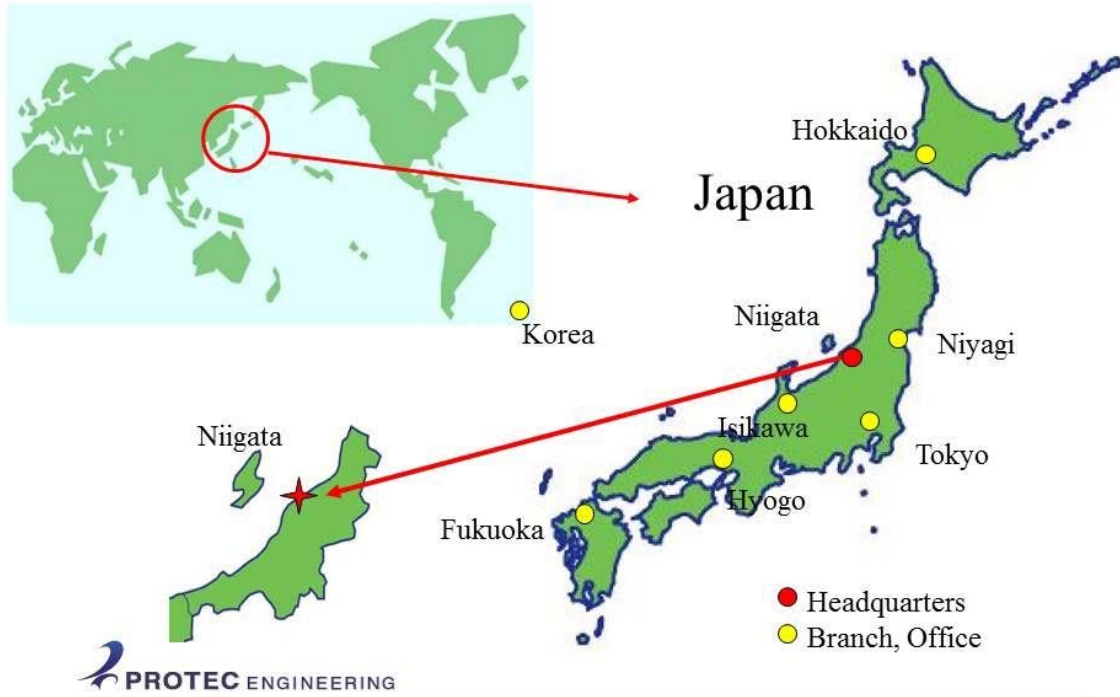 Hokkaido
Japan
Niigata
Korea
Niyagi
Niigata
Isikawa
Tokyo
Hyogo
Fukuoka
Headquarters
Branch, Office
PROTEC ENGINEERING